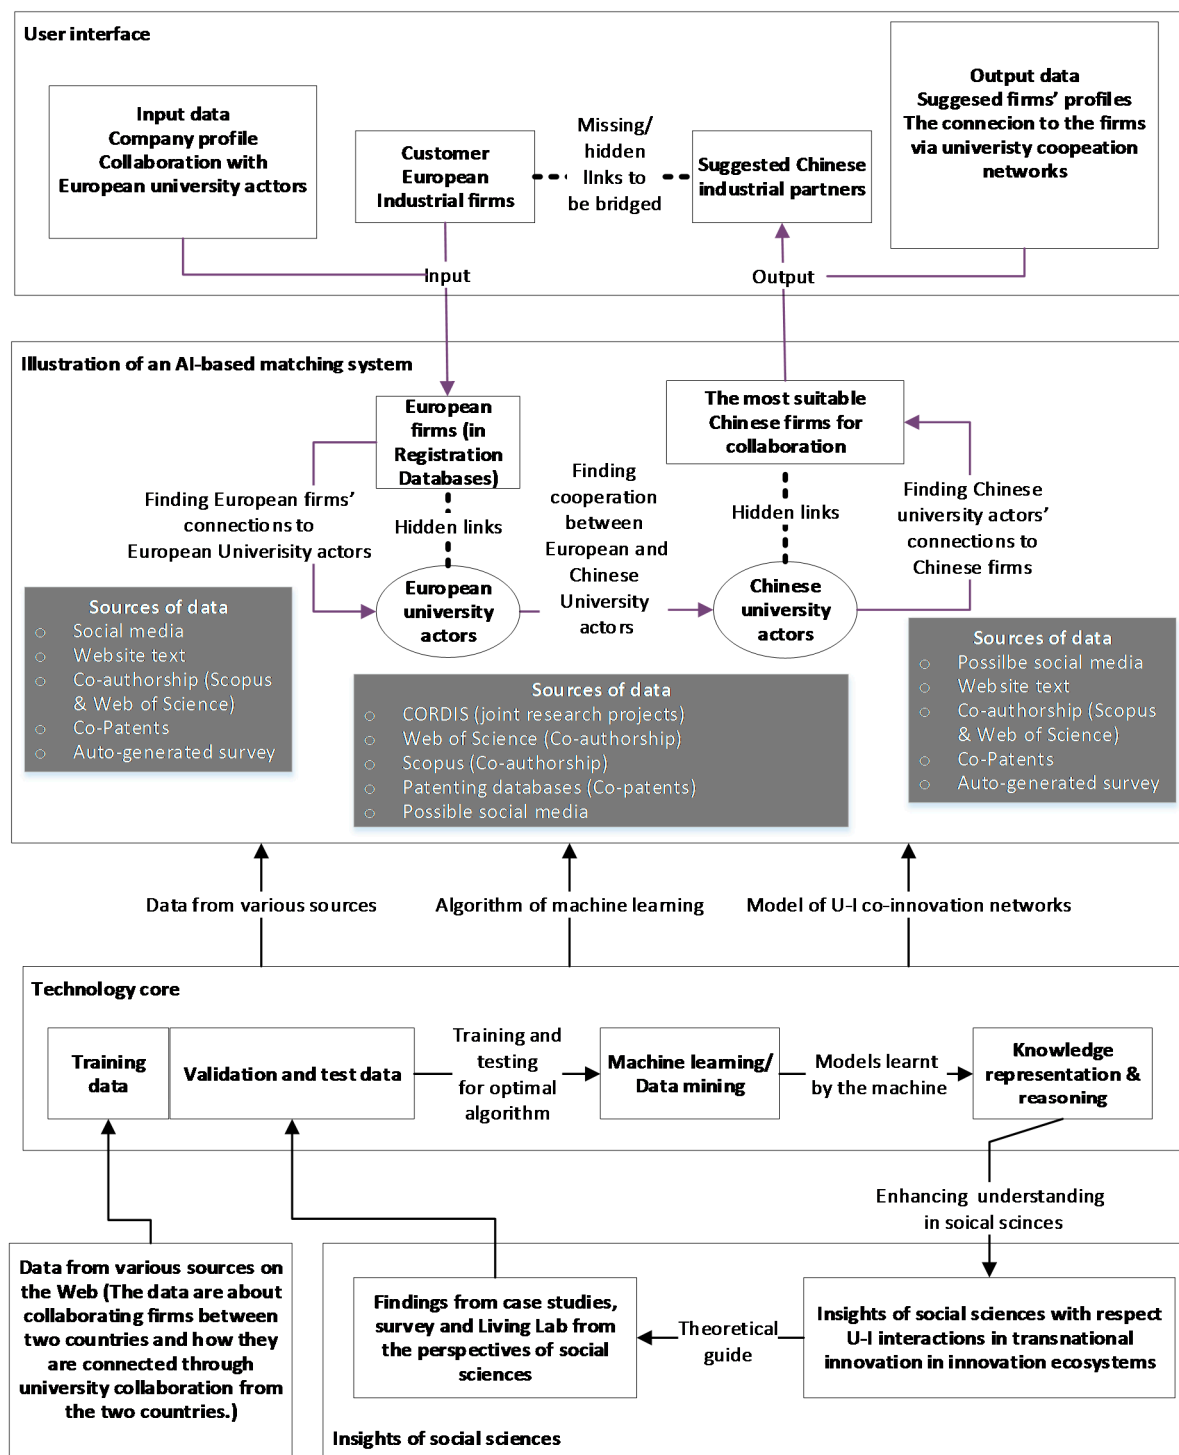 User interface
Input data
Company profile
Collaboration with
European university acttors
Customer
European
Industrial firms
Missing/
hidden
lInks to
be bridged
Suggested Chinese
industrial partners
Output data
Suggesed firms’ profiles
The connecion to the firms
via univeristy coopeation
networks
Input
Output
Illustration of an AI-based matching system
European
firms (in
Registration
Databases)
The most suitable
Chinese firms for
collaboration
Finding European firms’
connections to
European Univerisity actors
Hidden links
Finding
cooperation
between
European and
Chinese
University
actors
Hidden links
Finding Chinese
university actors’
connections to
Chinese firms
European
university
actors
Chinese
university
actors
Sources of data
○ Social media
○ Website text
○ Co-authorship (Scopus
& Web of Science)
○ Co-Patents
○ Auto-generated survey
Sources of data
○ CORDIS (joint research projects)
○ Web of Science (Co-authorship)
○ Scopus (Co-authorship)
○ Patenting databases (Co-patents)
○ Possible social media
Sources of data
○ Possilbe social media
○ Website text
○ Co-authorship (Scopus
& Web of Science)
○ Co-Patents
○ Auto-generated survey
Data from various sources
Algorithm of machine learning
Model of U-I co-innovation networks
Technology core
Training
data
Validation and test data
Training and
testing
for optimal
algorithm
Machine learning/
Data mining
Models learnt
by the machine
Knowledge
representation &
reasoning
Enhancing understanding
in soical scinces
Data from various sources on
the Web (The data are about
collaborating firms between
two countries and how they
are connected through
university collaboration from
the two countries.)
Findings from case studies,
survey and Living Lab from
the perspectives of social
sciences
Theoretical
guide
Insights of social sciences with respect
U-I interactions in transnational
innovation in innovation ecosystems
Insights of social sciences